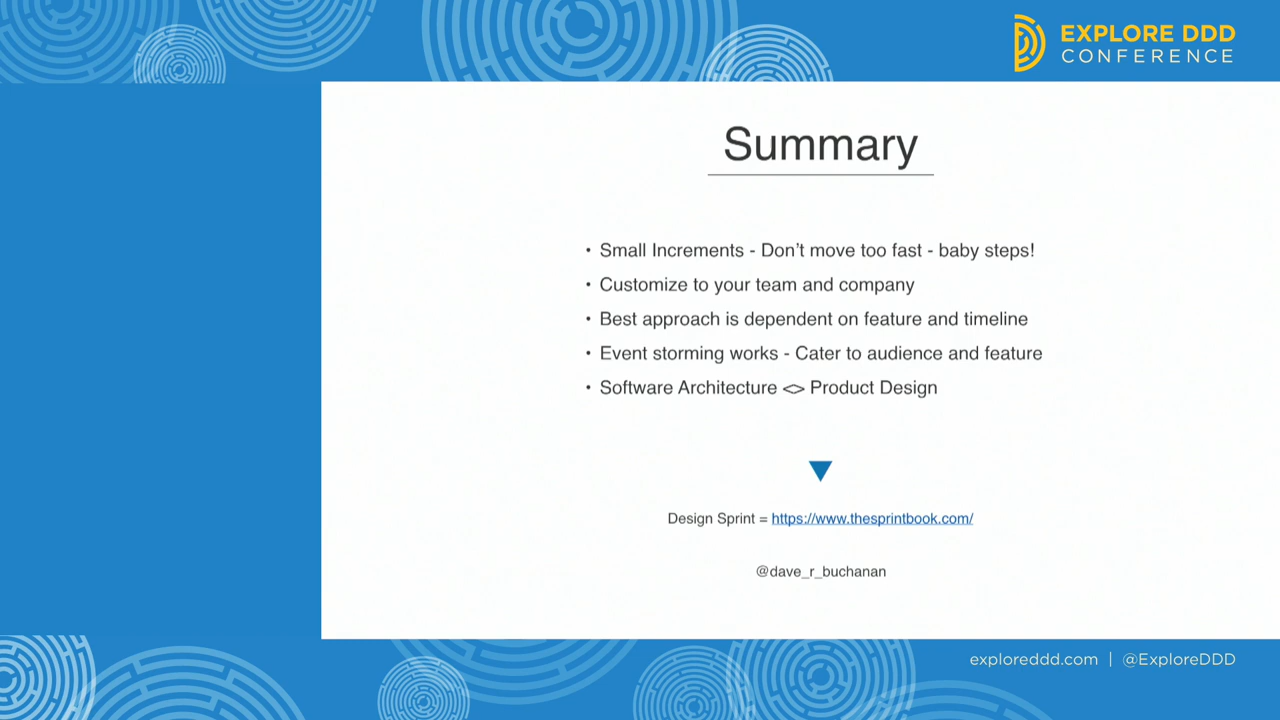 EXPLORE DDD
CONFERENCE
Summary
• Small Increments - Don’t move too fast - baby steps!
• Customize to your team and company
• Best approach is dependent on feature and timeline
• Event storming works - Cater to audience and feature
• Software Architecture <> Product Design
Design Sprint = https://www.thesprintbook.com/
@dave_r_buchanan
exploreddd.com | @ExploreDDD